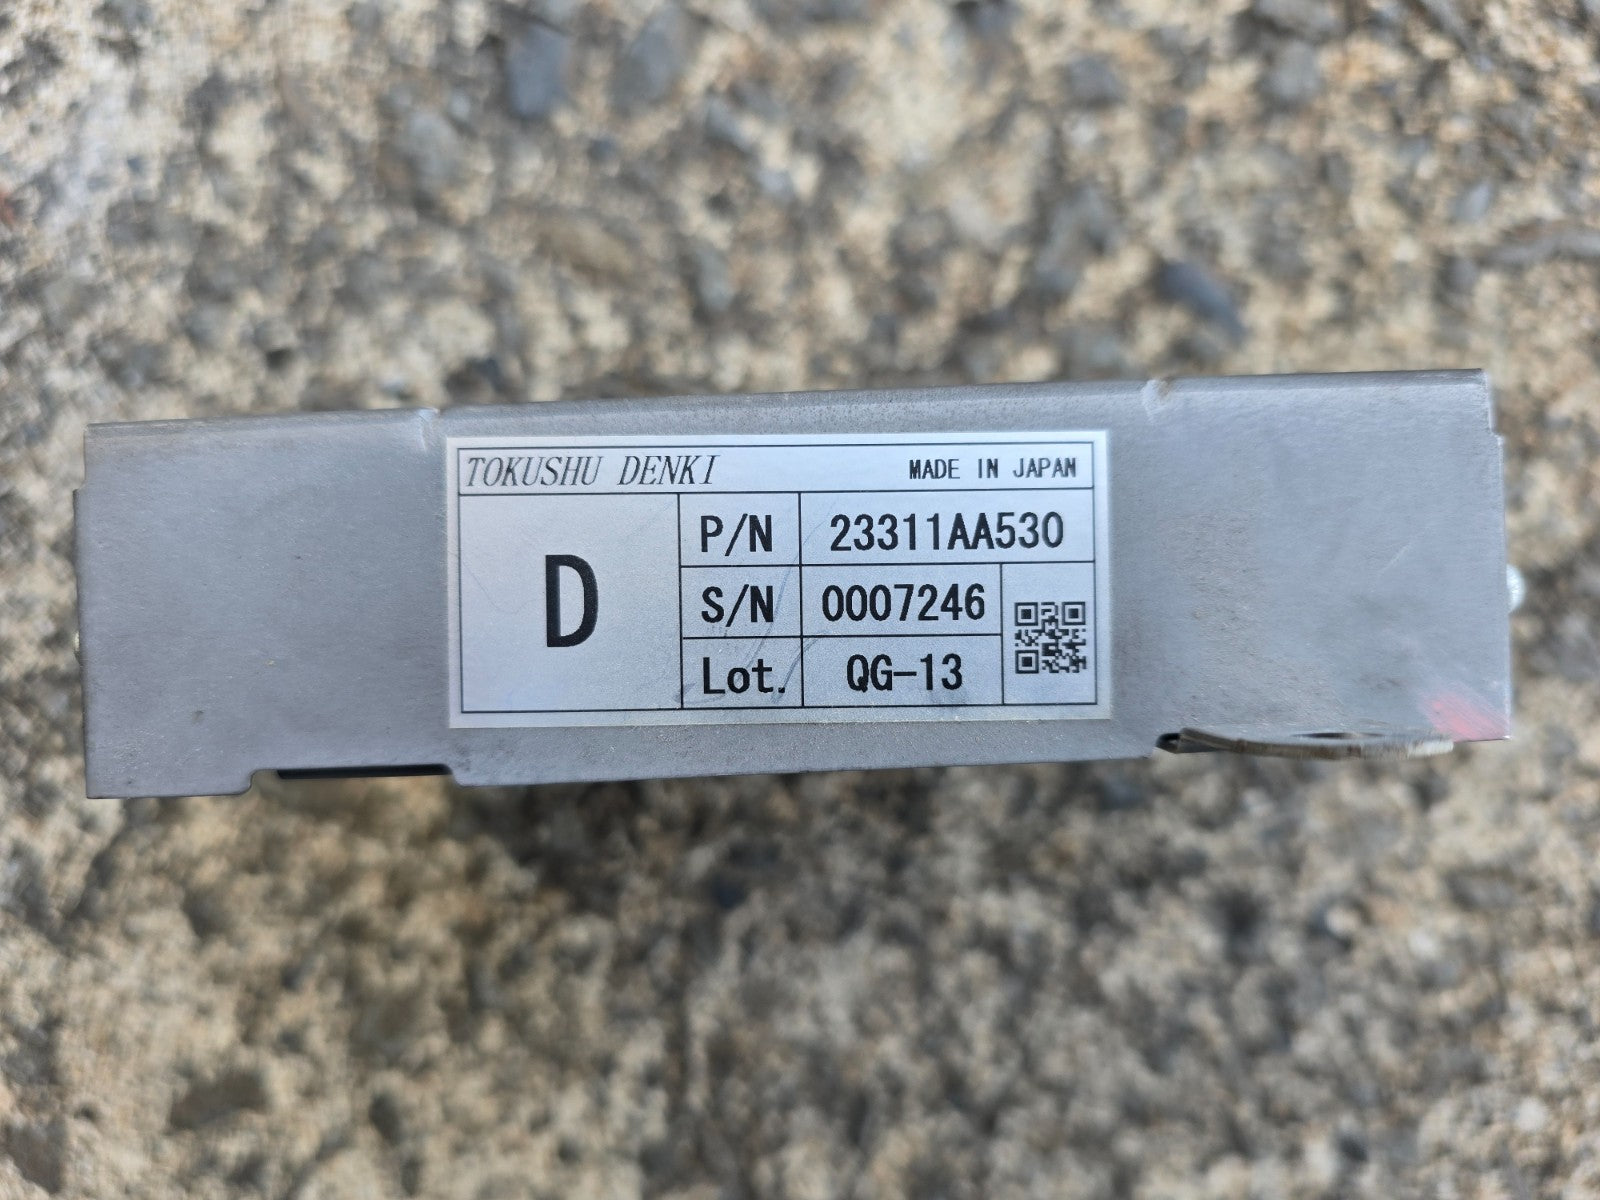 TOKUSHU DENKI MADE IN JAPAN
D
P/N 23311AA530
S/N 0007246
Lot. QG-13